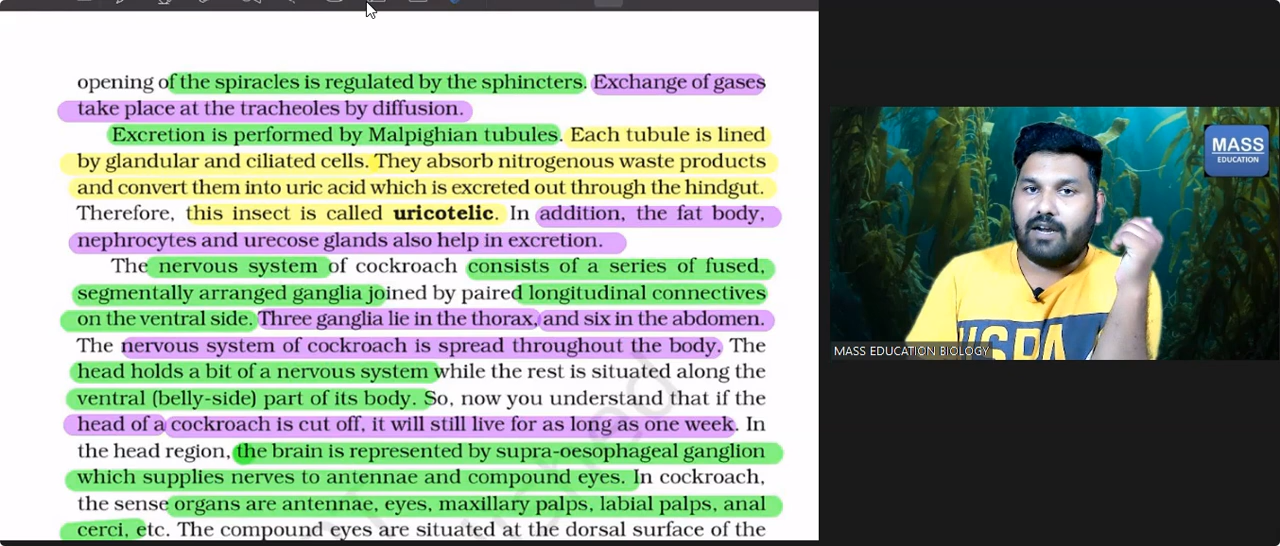 opening of the spiracles is regulated by the sphincters. Exchange of gases
take place at the tracheoles by diffusion.
Excretion is performed by Malpighian tubules. Each tubule is lined
by glandular and ciliated cells. They absorb nitrogenous waste products
and convert them into uric acid which is excreted out through the hindgut.
Therefore, this insect is called uricotelic. In addition, the fat body,
nephrocytes and urecose glands also help in excretion.
The nervous system of cockroach consists of a series of fused,
segmentally arranged ganglia joined by paired longitudinal connectives
on the ventral side. Three ganglia lie in the thorax, and six in the abdomen.
The nervous system of cockroach is spread throughout the body. The
head holds a bit of a nervous system while the rest is situated along the
ventral (belly-side) part of its body. So, now you understand that if the
head of a cockroach is cut off, it will still live for as long as one week. In
the head region, the brain is represented by supra-oesophageal ganglion
which supplies nerves to antennae and compound eyes. In cockroach,
the sense organs are antennae, eyes, maxillary palps, labial palps, anal
cerci, etc. The compound eyes are situated at the dorsal surface of the
MASS
EDUCATION
USPA
MASS EDUCATION BIOLOGY